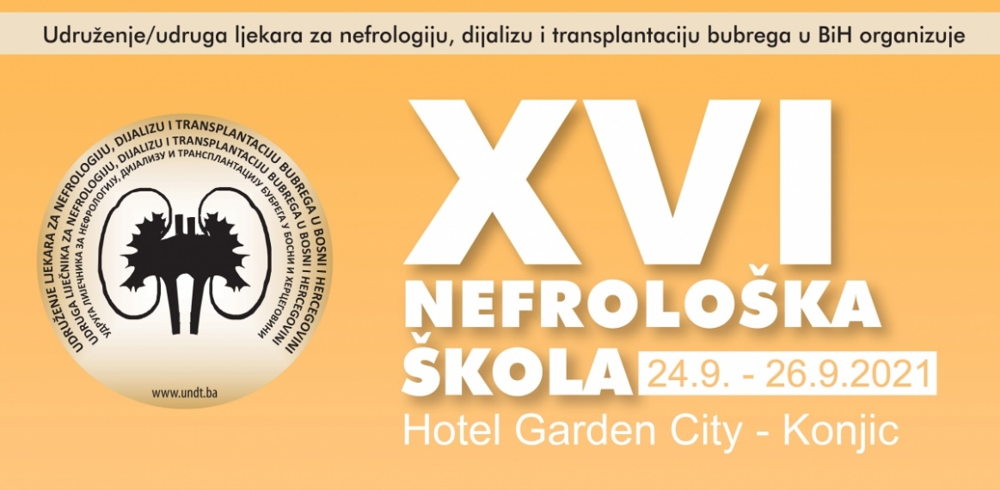 Udruženje/udruga ljekara za nefrologiju, dijalizu i transplantaciju bubrega u BiH organizuje
UDRUŽENJE LJEKARA ZA NEFROLOGIJU, DIJALIZU I TRANSPLANTACIJU BUBREGA U BOSNI I HERCEGOVINI
UDRUGA LIJEČNIKA ZA NEFROLOGIJU, DIJALIZU I TRANSPLANTACIJU BUBREGA U BOSNI I HERCEGOVINI
УДРУГА ЛИЈЕЧНИКА ЗА НЕФРОЛОГИЈУ, ДИЈАЛИЗУ И ТРАНСПЛАНТАЦИЈУ БУБРЕГА У БОСНИ И ХЕРЦЕГОВИНИ
www.undt.ba
XVI
NEFROLOŠKA
ŠKOLA 24.9. - 26.9.2021
Hotel Garden City - Konjic